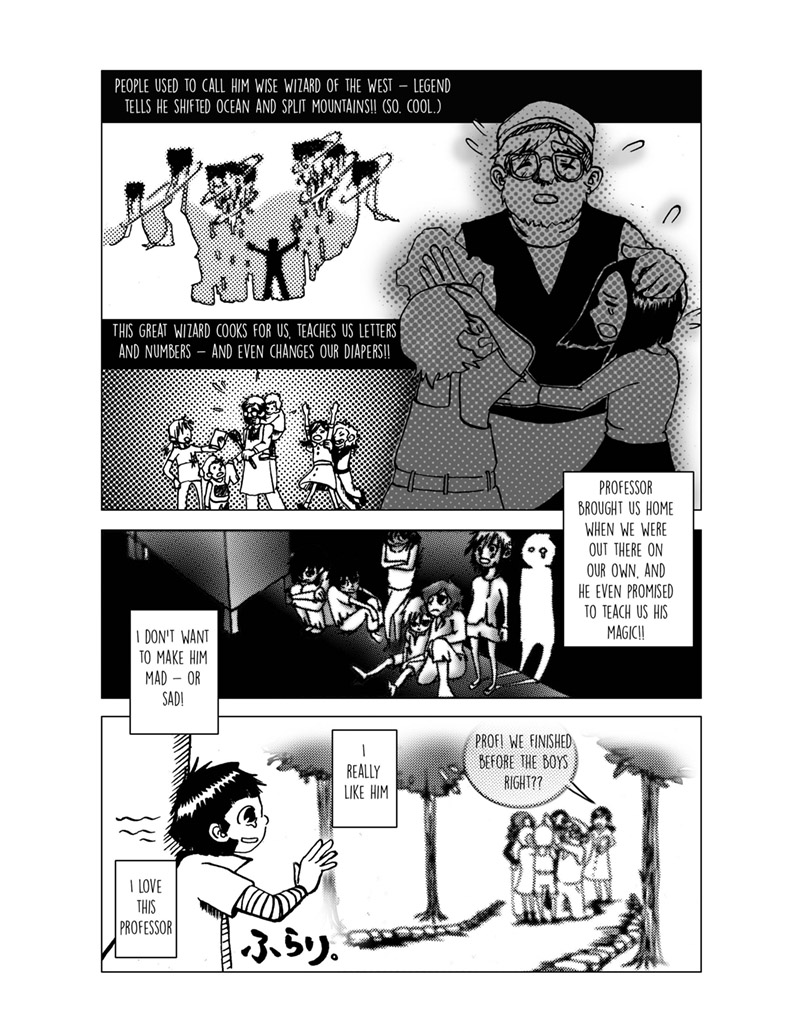 PEOPLE USED TO CALL HIM WISE WIZARD OF THE WEST – LEGEND
TELLS HE SHIFTED OCEAN AND SPLIT MOUNTAINS!! (SO. COOL.)
THIS GREAT WIZARD COOKS FOR US, TEACHES US LETTERS
AND NUMBERS – AND EVEN CHANGES OUR DIAPERS!!
PROFESSOR
BROUGHT US HOME
WHEN WE WERE
OUT THERE ON
OUR OWN, AND
HE EVEN PROMISED
TO TEACH US HIS
MAGIC!!
I DON'T WANT
TO MAKE HIM
MAD – OR
SAD!
I
REALLY
LIKE HIM
PROF! WE FINISHED
BEFORE THE BOYS
RIGHT??
I LOVE
THIS
PROFESSOR
ふらり。